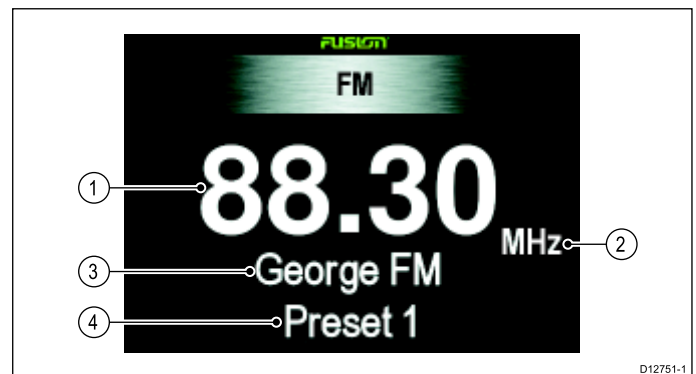 FUSION
FM
1
88.30
MHz
2
3
George FM
4
Preset 1
D12751-1